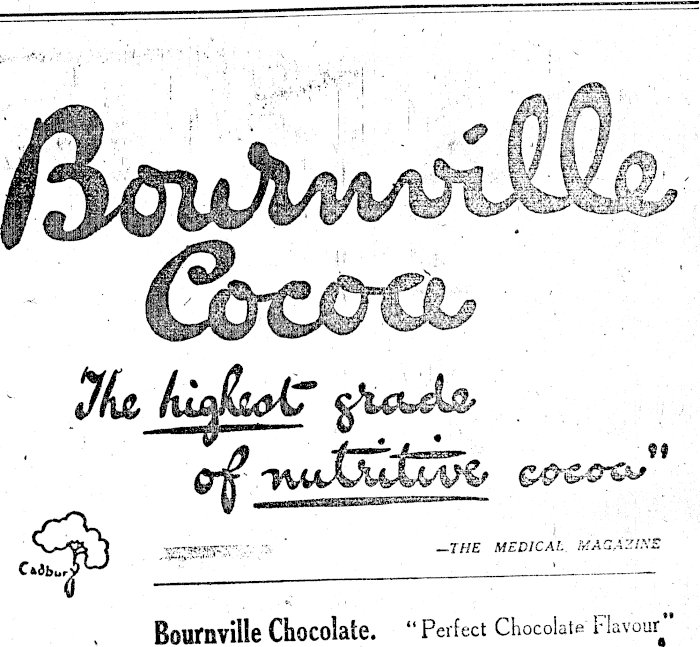 Bournville
Cocoa
The highest grade
of nutritive cocoa"
—THE MEDICAL MAGAZINE
Cadbury
Bournville Chocolate. "Perfect Chocolate Flavour"